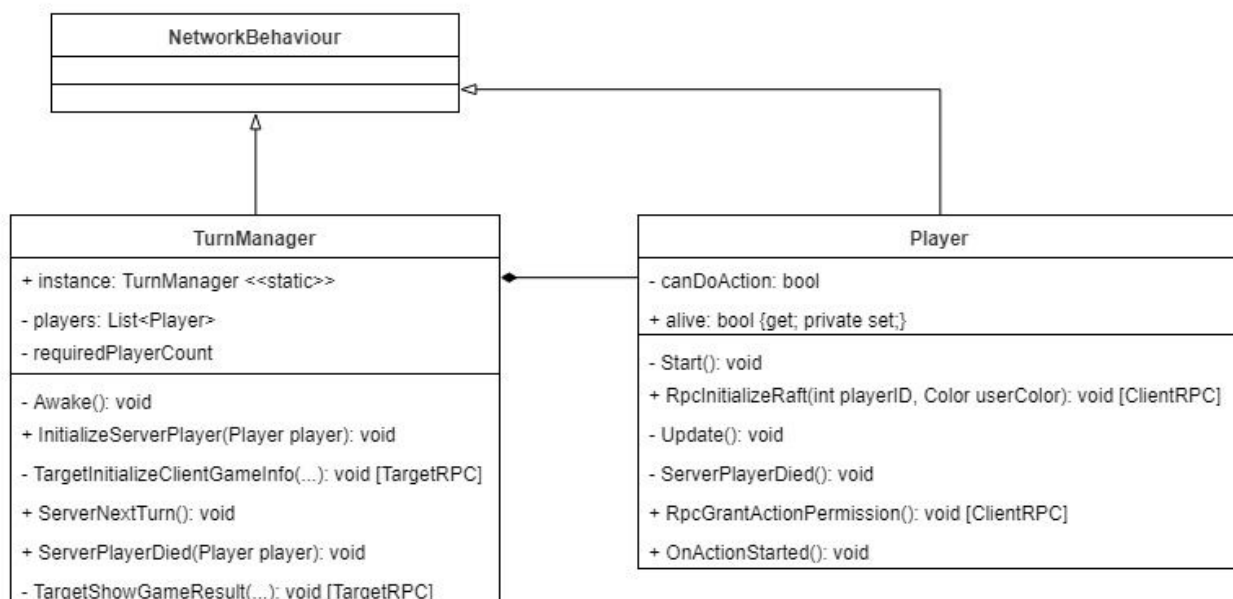 NetworkBehaviour
TurnManager
+ instance: TurnManager <<static>>
- players: List<Player>
- requiredPlayerCount
- Awake(): void
+ InitializeServerPlayer(Player player): void
- TargetInitializeClientGameInfo(...): void [TargetRPC]
+ ServerNextTurn(): void
+ ServerPlayerDied(Player player): void
- TargetShowGameResult(...): void [TargetRPC]
Player
- canDoAction: bool
+ alive: bool {get; private set;}
- Start(): void
+ RpcInitializeRaft(int playerID, Color userColor): void [ClientRPC]
- Update(): void
- ServerPlayerDied(): void
+ RpcGrantActionPermission(): void [ClientRPC]
+ OnActionStarted(): void